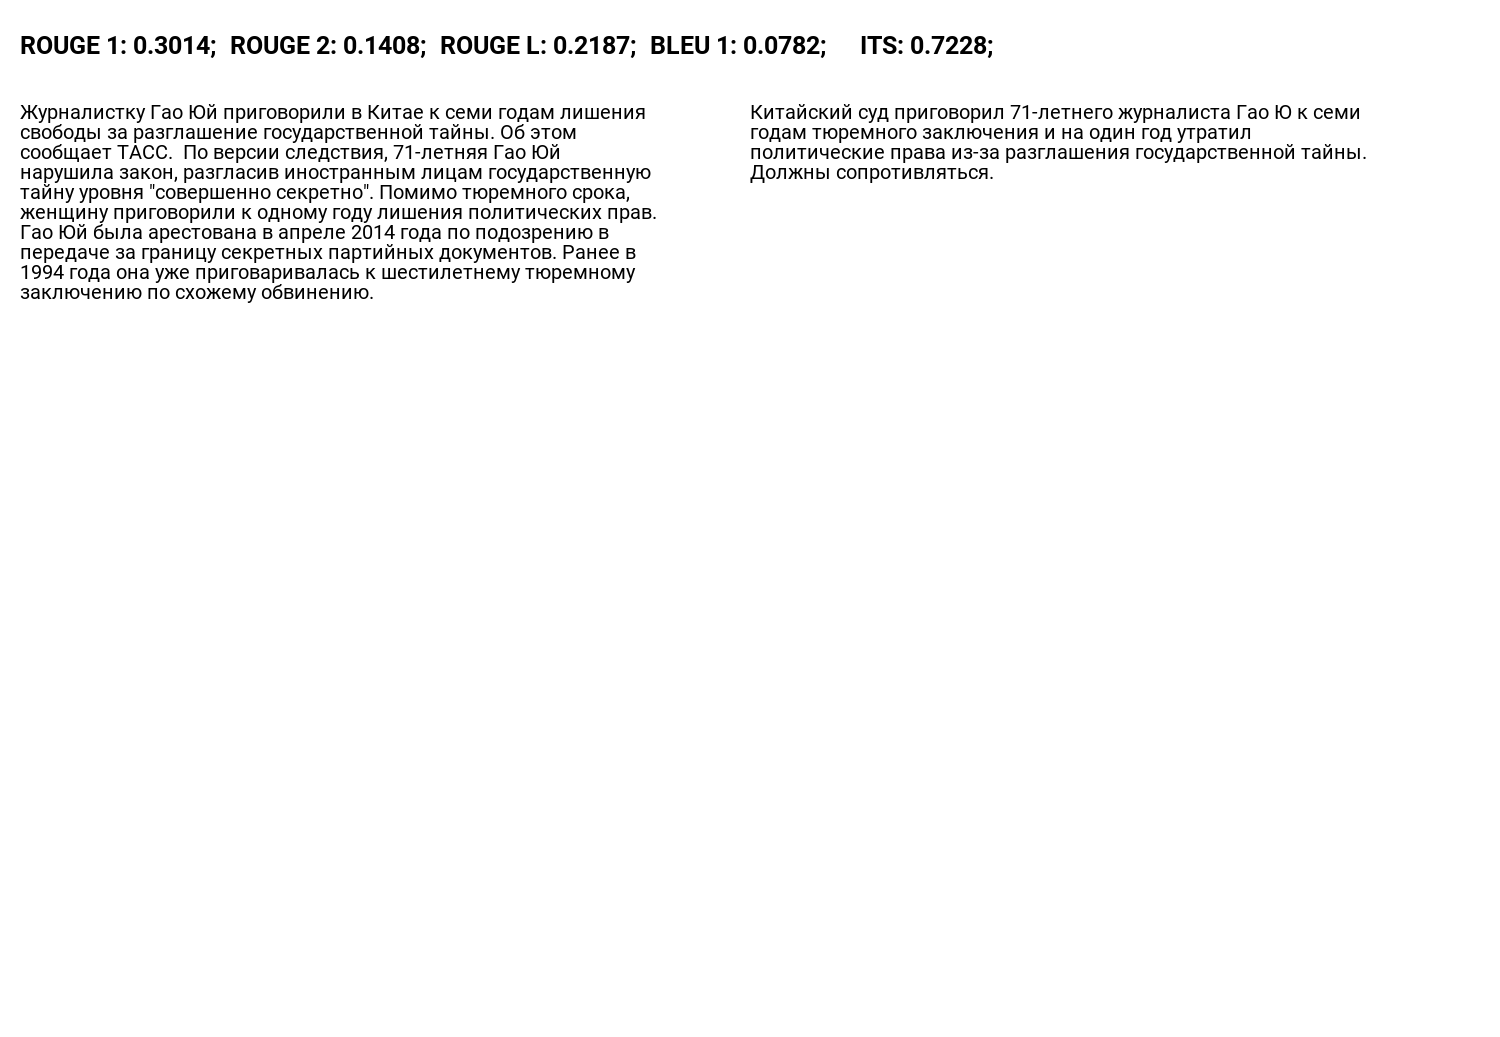 ROUGE 1: 0.3014; ROUGE 2: 0.1408; ROUGE L: 0.2187; BLEU 1: 0.0782; ITS: 0.7228;
Журналистку Гао Юй приговорили в Китае к семи годам лишения
свободы за разглашение государственной тайны. Об этом
сообщает ТАСС.  По версии следствия, 71-летняя Гао Юй
нарушила закон, разгласив иностранным лицам государственную
тайну уровня "совершенно секретно". Помимо тюремного срока,
женщину приговорили к одному году лишения политических прав.
Гао Юй была арестована в апреле 2014 года по подозрению в
передаче за границу секретных партийных документов. Ранее в
1994 года она уже приговаривалась к шестилетнему тюремному
заключению по схожему обвинению.
Китайский суд приговорил 71-летнего журналиста Гао Ю к семи
годам тюремного заключения и на один год утратил
политические права из-за разглашения государственной тайны.
Должны сопротивляться.